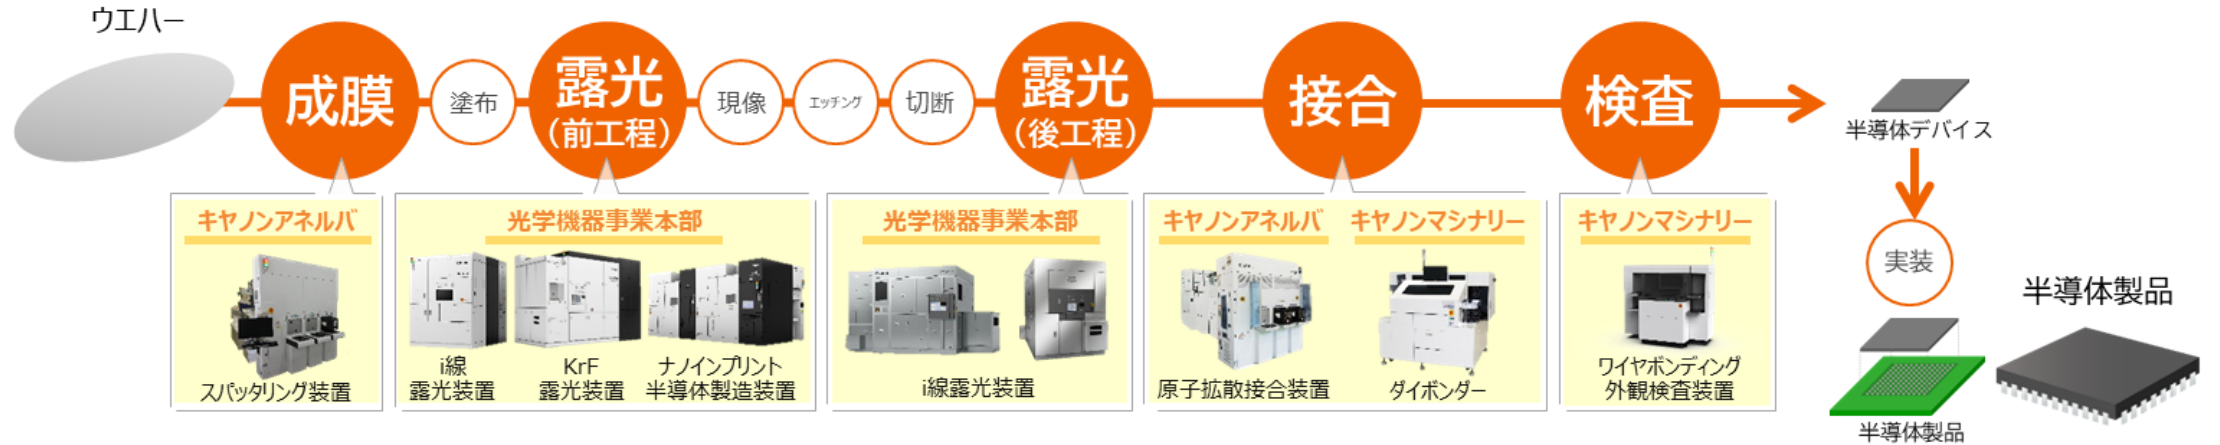 ウエハー
成膜
塗布
露光
（前工程）
現像
エッチング
切断
露光
（後工程）
接合
検査
半導体デバイス
キヤノンアネルバ
スパッタリング装置
光学機器事業本部
i線
露光装置
KrF
露光装置
ナノインプリント
半導体製造装置
光学機器事業本部
i線露光装置
キヤノンアネルバ
原子拡散接合装置
キヤノンマシナリー
ダイボンダー
キヤノンマシナリー
ワイヤボンディング
外観検査装置
実装
半導体製品
半導体製品